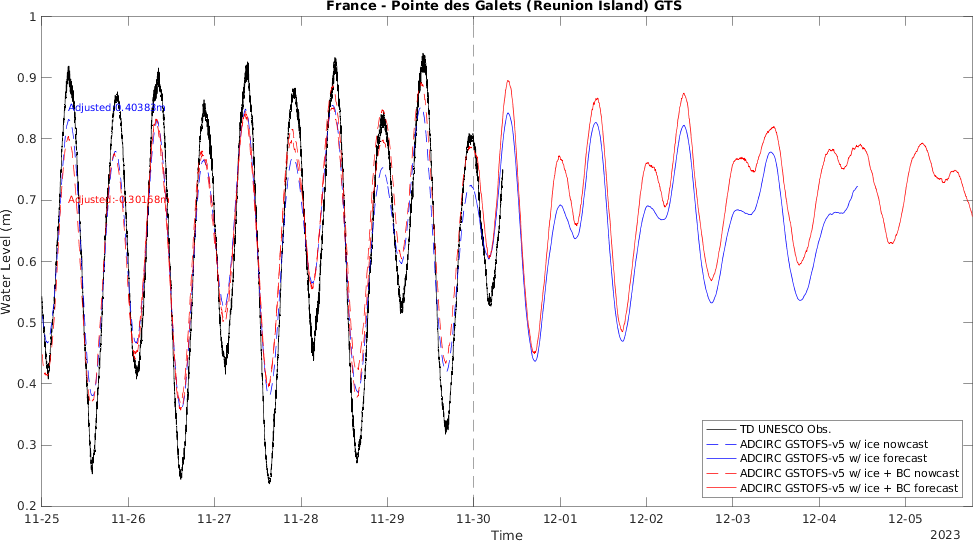 France - Pointe des Galets (Reunion Island) GTS
1
0.9
0.8
0.7
0.6
0.5
0.4
0.3
0.2
Water Level (m)
Adjusted:0.40383m
Adjusted:-0.30168m
TD UNESCO Obs.
ADCIRC GSTOFS-v5 w/ ice nowcast
ADCIRC GSTOFS-v5 w/ ice forecast
ADCIRC GSTOFS-v5 w/ ice + BC nowcast
ADCIRC GSTOFS-v5 w/ ice + BC forecast
11-25 11-26 11-27 11-28 11-29 11-30 12-01 12-02 12-03 12-04 12-05
Time
2023